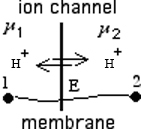 ion channel
μ1 μ2
H+ H+
1 E 2
membrane